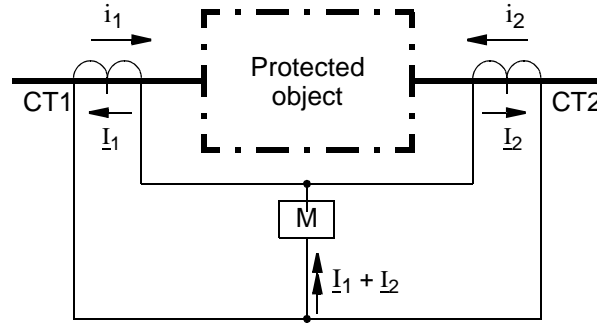 i1
i2
Protected
object
CT1
CT2
I1
I2
M
I1 + I2